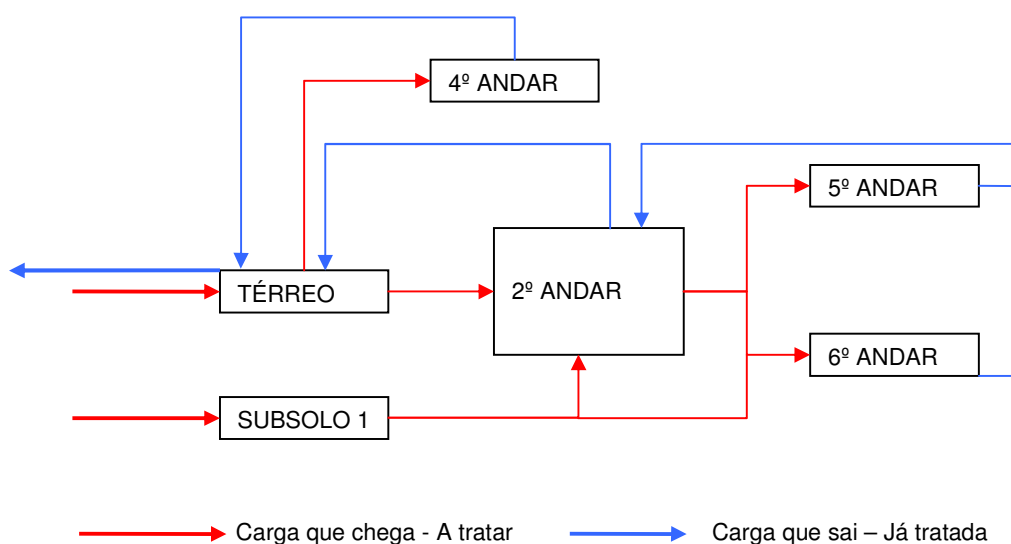 4º ANDAR
5º ANDAR
TÉRREO
2º ANDAR
6º ANDAR
SUBSOLO 1
Carga que chega - A tratar
Carga que sai – Já tratada